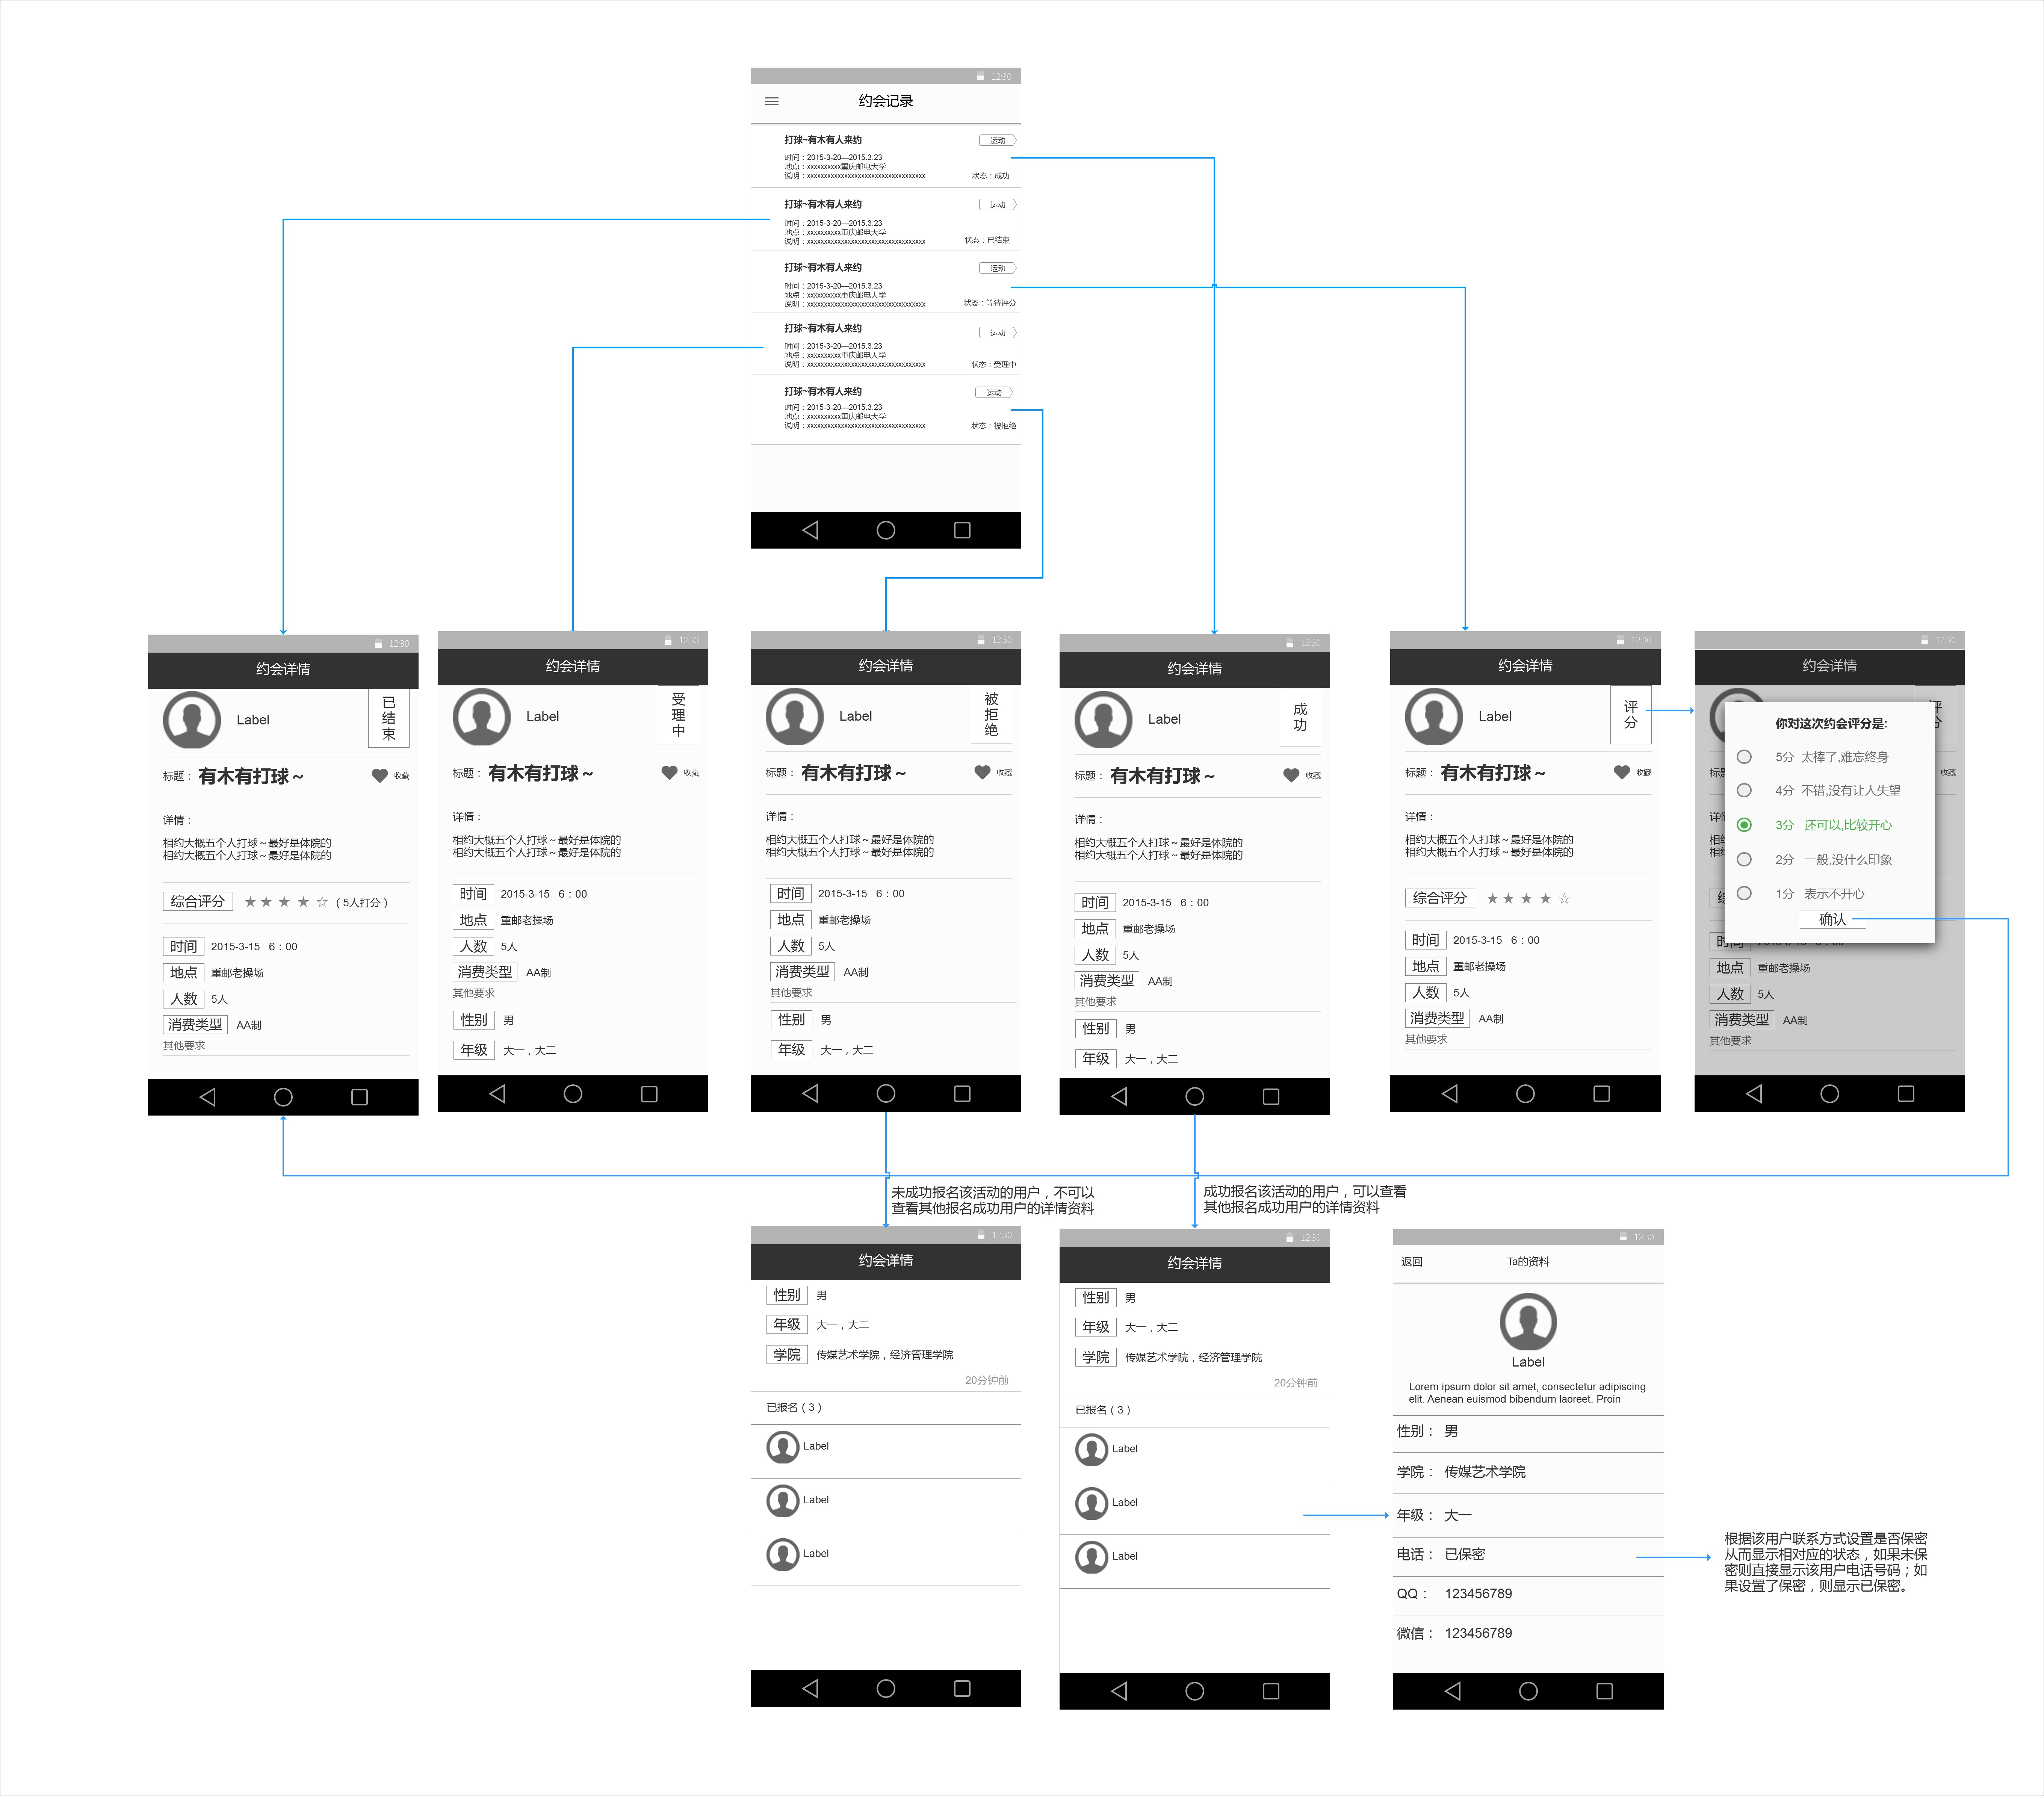 12:30
约会记录
打球~有木有人来约
运动
时间：2015-3-20—2015.3.23
地点：xxxxxxxxxx重庆邮电大学
说明：xxxxxxxxxxxxxxxxxxxxxxxxxxxxxxxxxxx
状态：成功
打球~有木有人来约
运动
时间：2015-3-20—2015.3.23
地点：xxxxxxxxxx重庆邮电大学
说明：xxxxxxxxxxxxxxxxxxxxxxxxxxxxxxxxxxx
状态：已结束
打球~有木有人来约
运动
时间：2015-3-20—2015.3.23
地点：xxxxxxxxxx重庆邮电大学
说明：xxxxxxxxxxxxxxxxxxxxxxxxxxxxxxxxxxx
状态：等待评分
打球~有木有人来约
运动
时间：2015-3-20—2015.3.23
地点：xxxxxxxxxx重庆邮电大学
说明：xxxxxxxxxxxxxxxxxxxxxxxxxxxxxxxxxxx
状态：受理中
打球~有木有人来约
运动
时间：2015-3-20—2015.3.23
地点：xxxxxxxxxx重庆邮电大学
说明：xxxxxxxxxxxxxxxxxxxxxxxxxxxxxxxxxxx
状态：被拒绝
12:30
约会详情
Label
已结束
标题： 有木有打球～
收藏
详情：
相约大概五个人打球～最好是体院的
相约大概五个人打球～最好是体院的
综合评分 ★ ★ ★ ★ ☆ （5人打分）
时间 2015-3-15 6：00
地点 重邮老操场
人数 5人
消费类型 AA制
其他要求
12:30
约会详情
Label
受理中
标题： 有木有打球～
收藏
详情：
相约大概五个人打球～最好是体院的
相约大概五个人打球～最好是体院的
时间 2015-3-15 6：00
地点 重邮老操场
人数 5人
消费类型 AA制
其他要求
性别 男
年级 大一，大二
12:30
约会详情
Label
被拒绝
标题： 有木有打球～
收藏
详情：
相约大概五个人打球～最好是体院的
相约大概五个人打球～最好是体院的
时间 2015-3-15 6：00
地点 重邮老操场
人数 5人
消费类型 AA制
其他要求
性别 男
年级 大一，大二
12:30
约会详情
Label
成功
标题： 有木有打球～
收藏
详情：
相约大概五个人打球～最好是体院的
相约大概五个人打球～最好是体院的
时间 2015-3-15 6：00
地点 重邮老操场
人数 5人
消费类型 AA制
其他要求
性别 男
年级 大一，大二
12:30
约会详情
Label
评分
标题： 有木有打球～
收藏
详情：
相约大概五个人打球～最好是体院的
相约大概五个人打球～最好是体院的
综合评分 ★ ★ ★ ★ ☆
时间 2015-3-15 6：00
地点 重邮老操场
人数 5人
消费类型 AA制
其他要求
12:30
约会详情
你对这次约会评分是:
5分 太棒了,难忘终身
4分 不错,没有让人失望
3分 还可以,比较开心
2分 一般,没什么印象
1分 表示不开心
确认
收藏
地点 重邮老操场
人数 5人
消费类型 AA制
其他要求
未成功报名该活动的用户，不可以
查看其他报名成功用户的详情资料
成功报名该活动的用户，可以查看
其他报名成功用户的详情资料
12:30
约会详情
性别 男
年级 大一，大二
学院 传媒艺术学院，经济管理学院
20分钟前
已报名（3）
Label
Label
Label
12:30
约会详情
性别 男
年级 大一，大二
学院 传媒艺术学院，经济管理学院
20分钟前
已报名（3）
Label
Label
Label
12:30
返回
Ta的资料
Label
Lorem ipsum dolor sit amet, consectetur adipiscing
elit. Aenean euismod bibendum laoreet. Proin
性别： 男
学院： 传媒艺术学院
年级： 大一
电话： 已保密
QQ： 123456789
微信： 123456789
根据该用户联系方式设置是否保密
从而显示相对应的状态，如果未保
密则直接显示该用户电话号码；如
果设置了保密，则显示已保密。